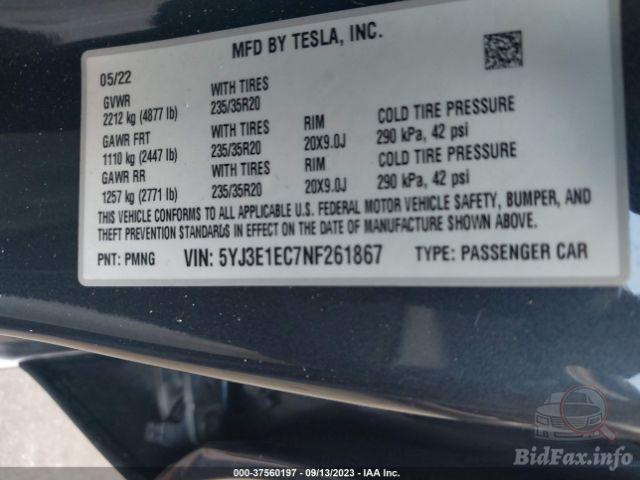 MFD BY TESLA, INC.
05/22
GVWR WITH TIRES
2212 kg (4877 lb) 235/35R20
GAWR FRT WITH TIRES RIM COLD TIRE PRESSURE
1110 kg (2447 lb) 235/35R20 20X9.0J 290 kPa, 42 psi
GAWR RR WITH TIRES RIM COLD TIRE PRESSURE
1257 kg (2771 lb) 235/35R20 20X9.0J 290 kPa, 42 psi
THIS VEHICLE CONFORMS TO ALL APPLICABLE U.S. FEDERAL MOTOR VEHICLE SAFETY, BUMPER, AND
THEFT PREVENTION STANDARDS IN EFFECT ON THE DATE OF MANUFACTURE SHOWN ABOVE.
PNT: PMNG VIN: 5YJ3E1EC7NF261867 TYPE: PASSENGER CAR
BidFax.info
000-37560197 - 09/13/2023 - IAA Inc.